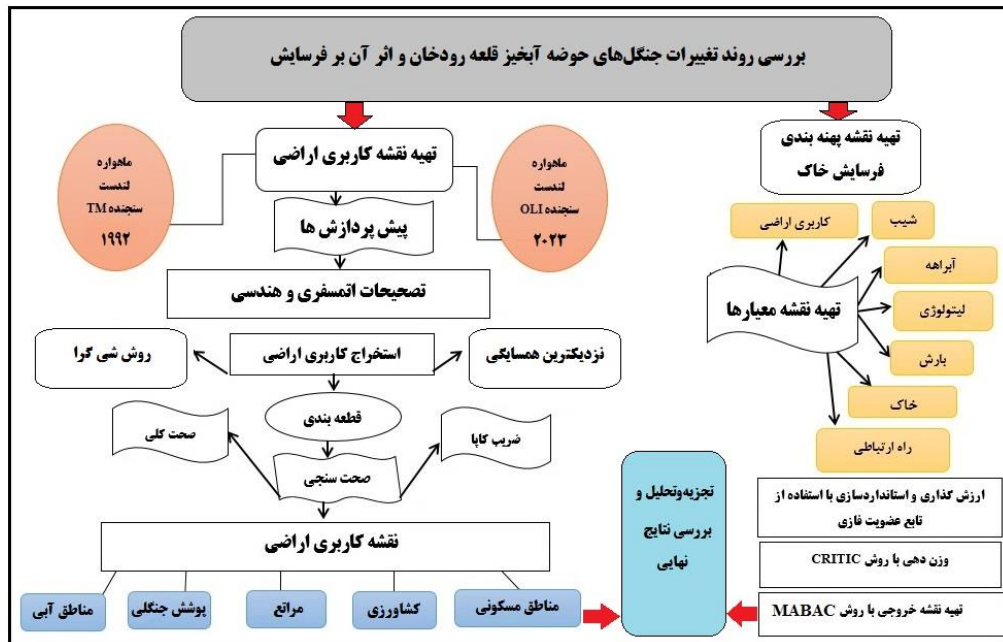 بررسی روند تغییرات جنگل‌های حوضه آبخیز قلعه رودخان و اثر آن بر فرسایش
تهیه نقشه پهنه بندی
فرسایش خاک
تهیه نقشه کاربری اراضی
ماهواره
لندست
سنجنده OLI
۲۰۲۳
ماهواره
لندست
سنجنده TM
۱۹۹۲
پیش پردازش ها
تصحیحات اتمسفری و هندسی
استخراج کاربری اراضی
نزدیکترین همسایگی
روش شی گرا
قطعه بندی
صحت سنجی
ضریب کاپا
صحت کلی
نقشه کاربری اراضی
مناطق مسکونی
کشاورزی
مراتع
پوشش جنگلی
مناطق آبی
تهیه نقشه معیارها
کاربری اراضی
شیب
آبراهه
لیتولوژی
بارش
خاک
راه ارتباطی
ارزش گذاری و استانداردسازی با استفاده از
تابع عضویت فازی
وزن دهی با روش CRITIC
تهیه نقشه خروجی با روش MABAC
تجزیه‌وتحلیل و
بررسی نتایج
نهایی